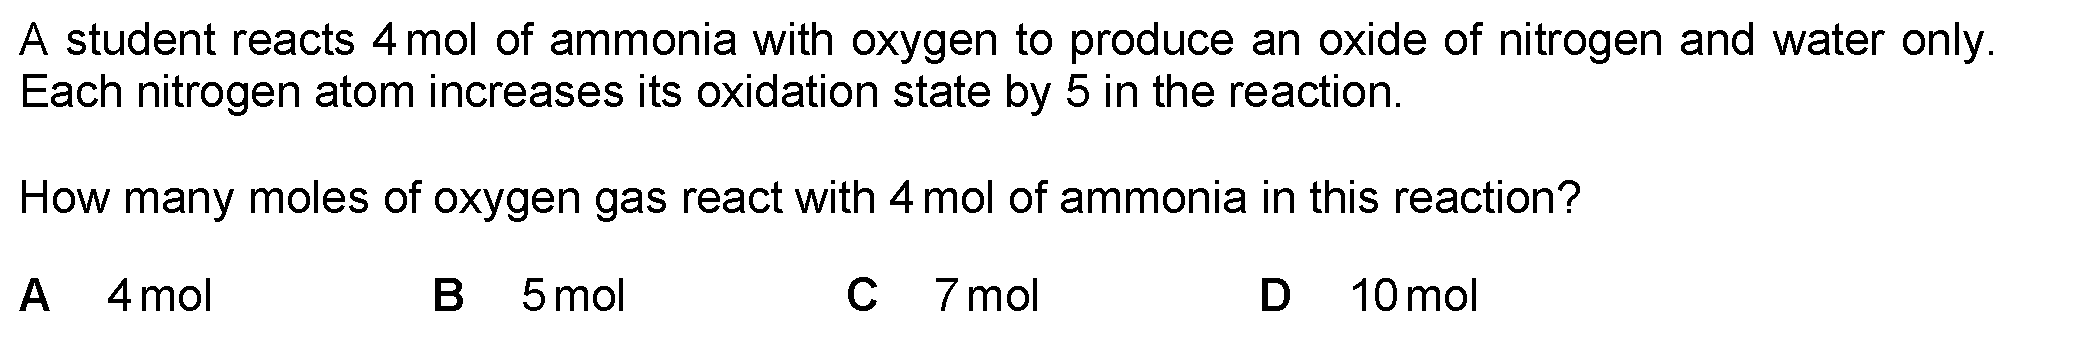 A student reacts 4 mol of ammonia with oxygen to produce an oxide of nitrogen and water only.
Each nitrogen atom increases its oxidation state by 5 in the reaction.
How many moles of oxygen gas react with 4 mol of ammonia in this reaction?
A 4 mol B 5 mol C 7 mol D 10 mol